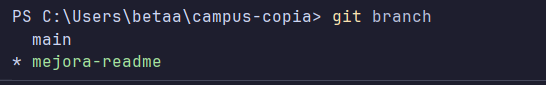 PS C:\Users\betaa\campus-copia> git branch
  main
* mejora-readme